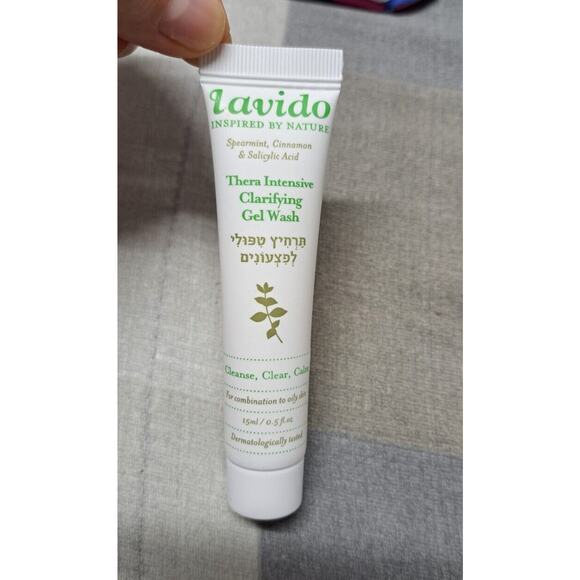 lavido
INSPIRED BY NATURE
Spearmint, Cinnamon
& Salicylic Acid
Thera Intensive
Clarifying
Gel Wash
תַּרְחִיץ טִפּוּלִי
לְפִצְעוֹנִים
Cleanse, Clear, Calm
For combination to oily skin
15ml / 0.5 fl.oz
Dermatologically tested